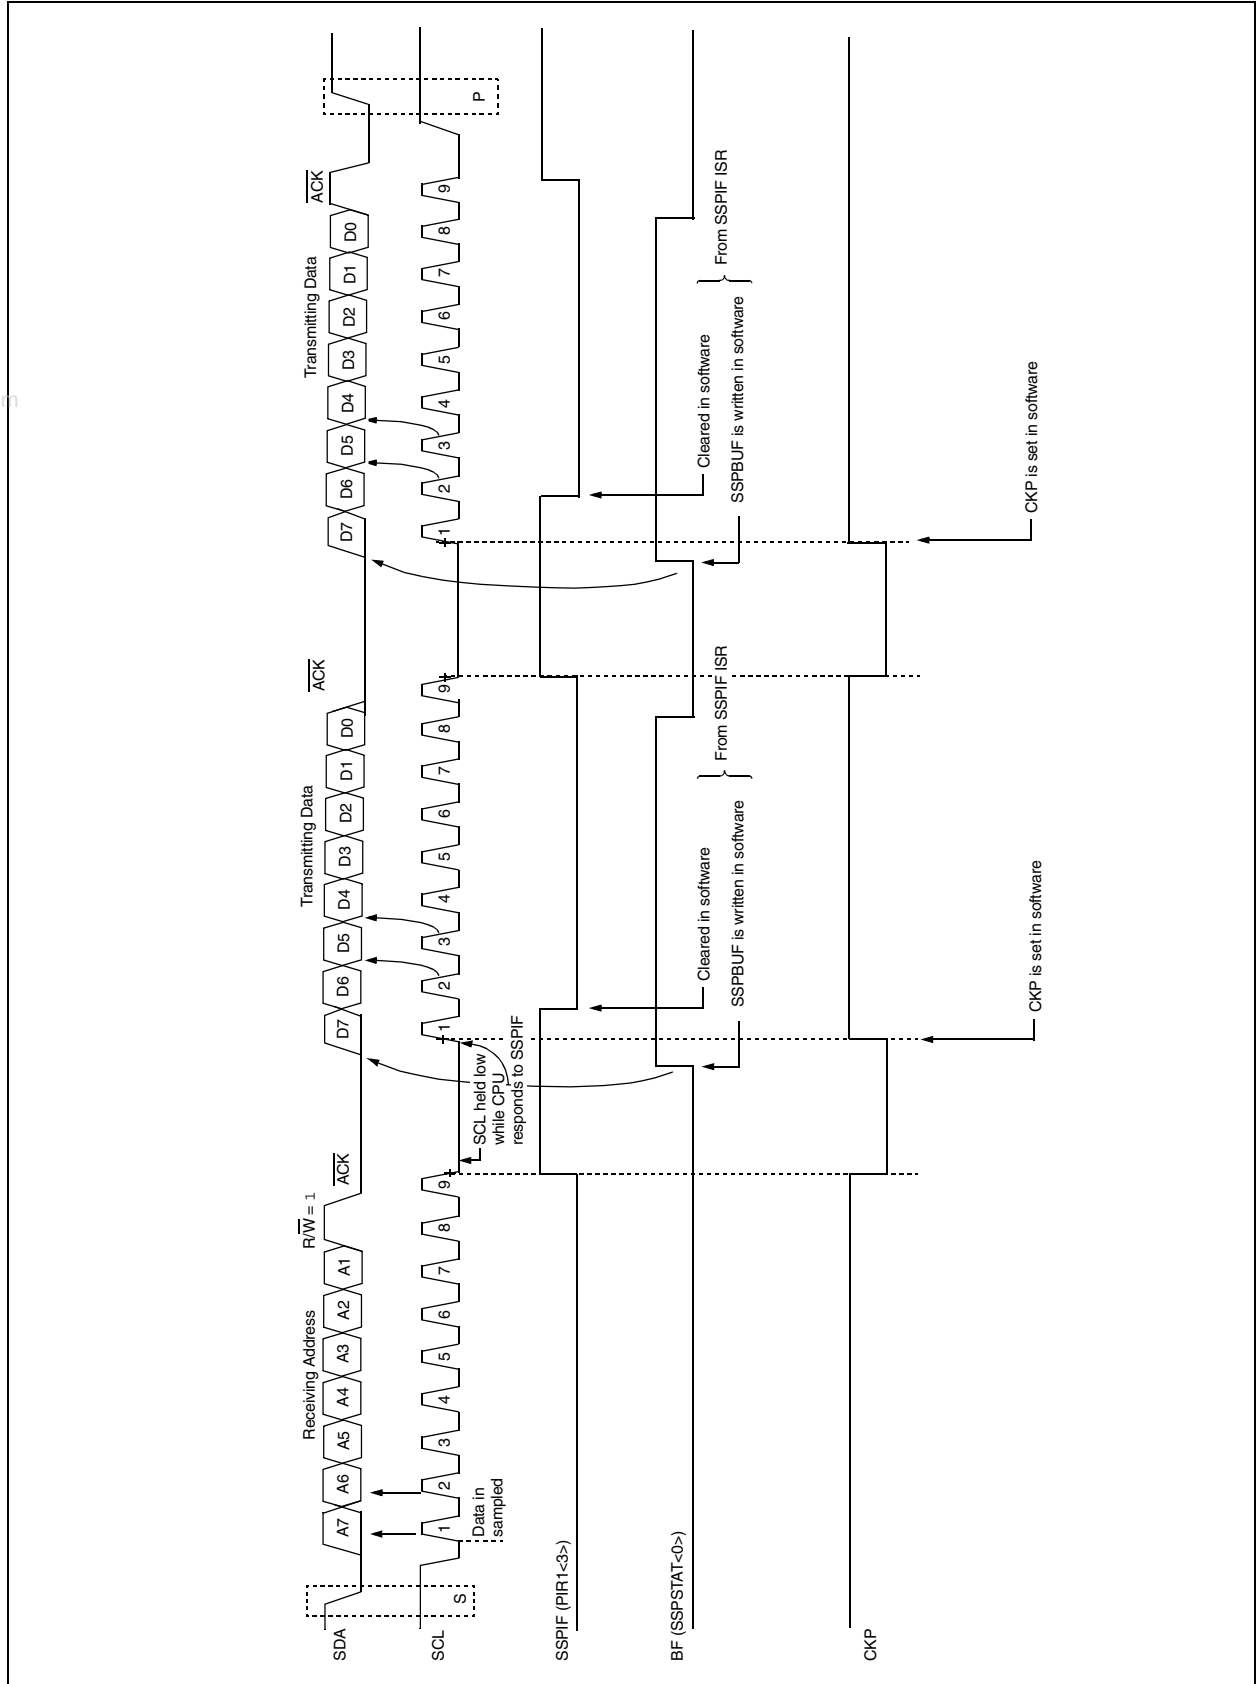 Receiving Address
R/W = 1
ACK
Transmitting Data
ACK
Transmitting Data
ACK
SDA
A7 A6 A5 A4 A3 A2 A1
D7 D6 D5 D4 D3 D2 D1 D0
D7 D6 D5 D4 D3 D2 D1 D0
SCL
S
1 2 3 4 5 6 7 8 9
1 2 3 4 5 6 7 8 9
1 2 3 4 5 6 7 8 9
P
Data in
sampled
SCL held low
while CPU
responds to SSPIF
SSPIF (PIR1<3>)
BF (SSPSTAT<0>)
Cleared in software
SSPBUF is written in software
From SSPIF ISR
Cleared in software
SSPBUF is written in software
From SSPIF ISR
CKP
CKP is set in software
CKP is set in software
m